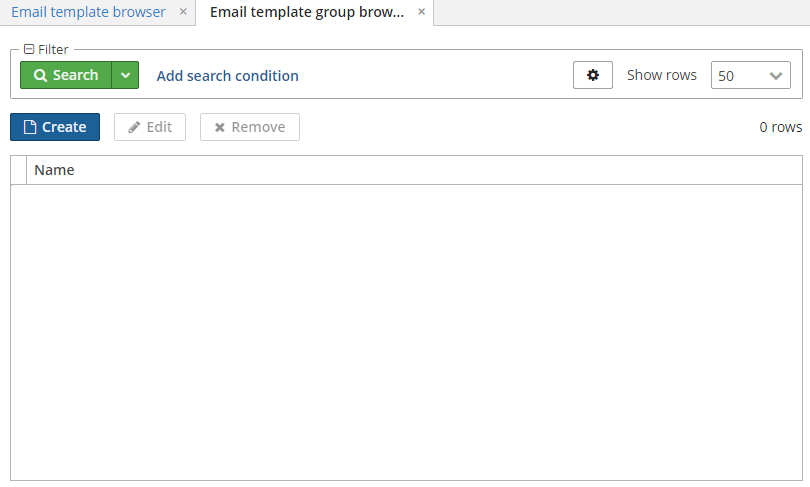 Email template browser × Email template group brow... ×
Filter
Search Add search condition Show rows 50
Create Edit Remove 0 rows
Name